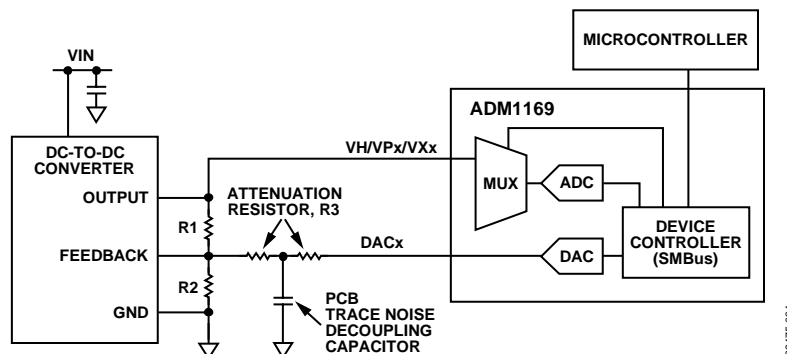 MICROCONTROLLER
VIN
ADM1169
DC-TO-DC
CONVERTER
VH/VPx/VXx
MUX
ADC
OUTPUT
ATTENUATION
RESISTOR, R3
R1
DACx
DEVICE
CONTROLLER
(SMBus)
FEEDBACK
DAC
R2
PCB
TRACE NOISE
DECOUPLING
CAPACITOR
GND